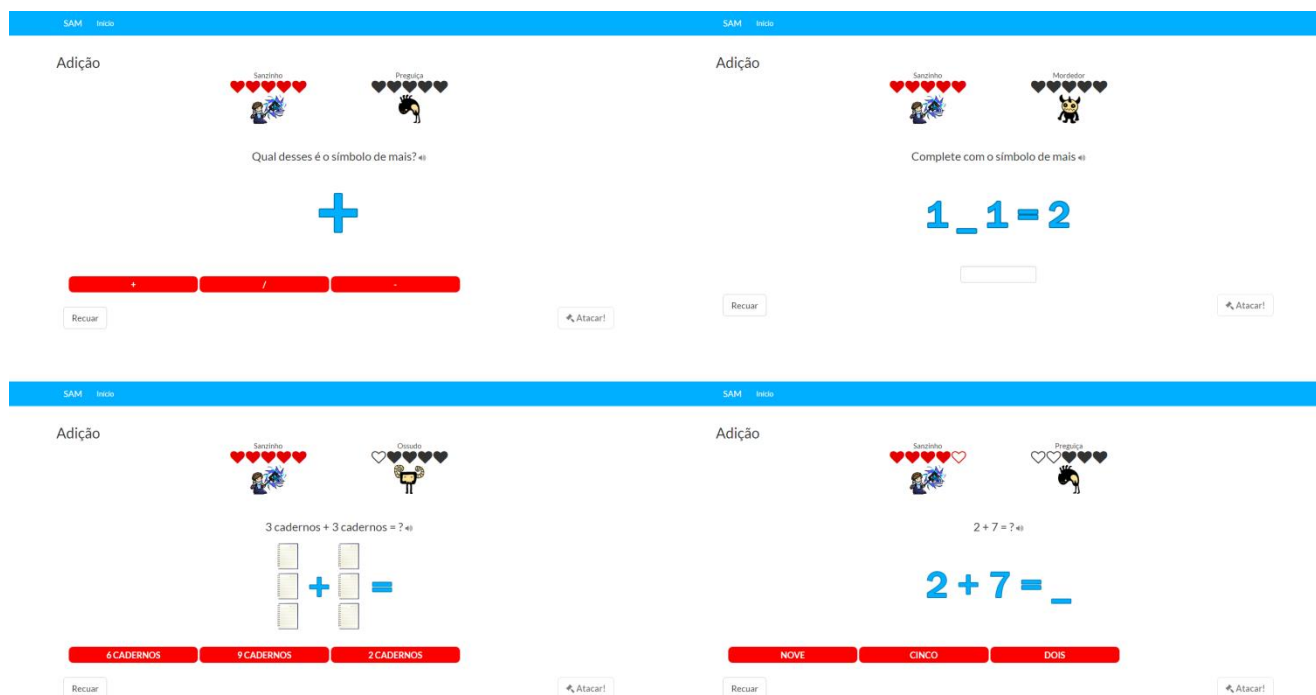 SAM Início
Adição
Sanzinho Preguiça
Qual desses é o símbolo de mais?
+
+ / -
Recuar Atacar!
SAM Início
Adição
Sanzinho Mordedor
Complete com o símbolo de mais
1 _ 1 = 2
Recuar Atacar!
SAM Início
Adição
Sanzinho Ossudo
3 cadernos + 3 cadernos = ?
+ =
6 CADERNOS 9 CADERNOS 2 CADERNOS
Recuar Atacar!
SAM Início
Adição
Sanzinho Preguiça
2 + 7 = ?
2 + 7 = _
NOVE CINCO DOIS
Recuar Atacar!